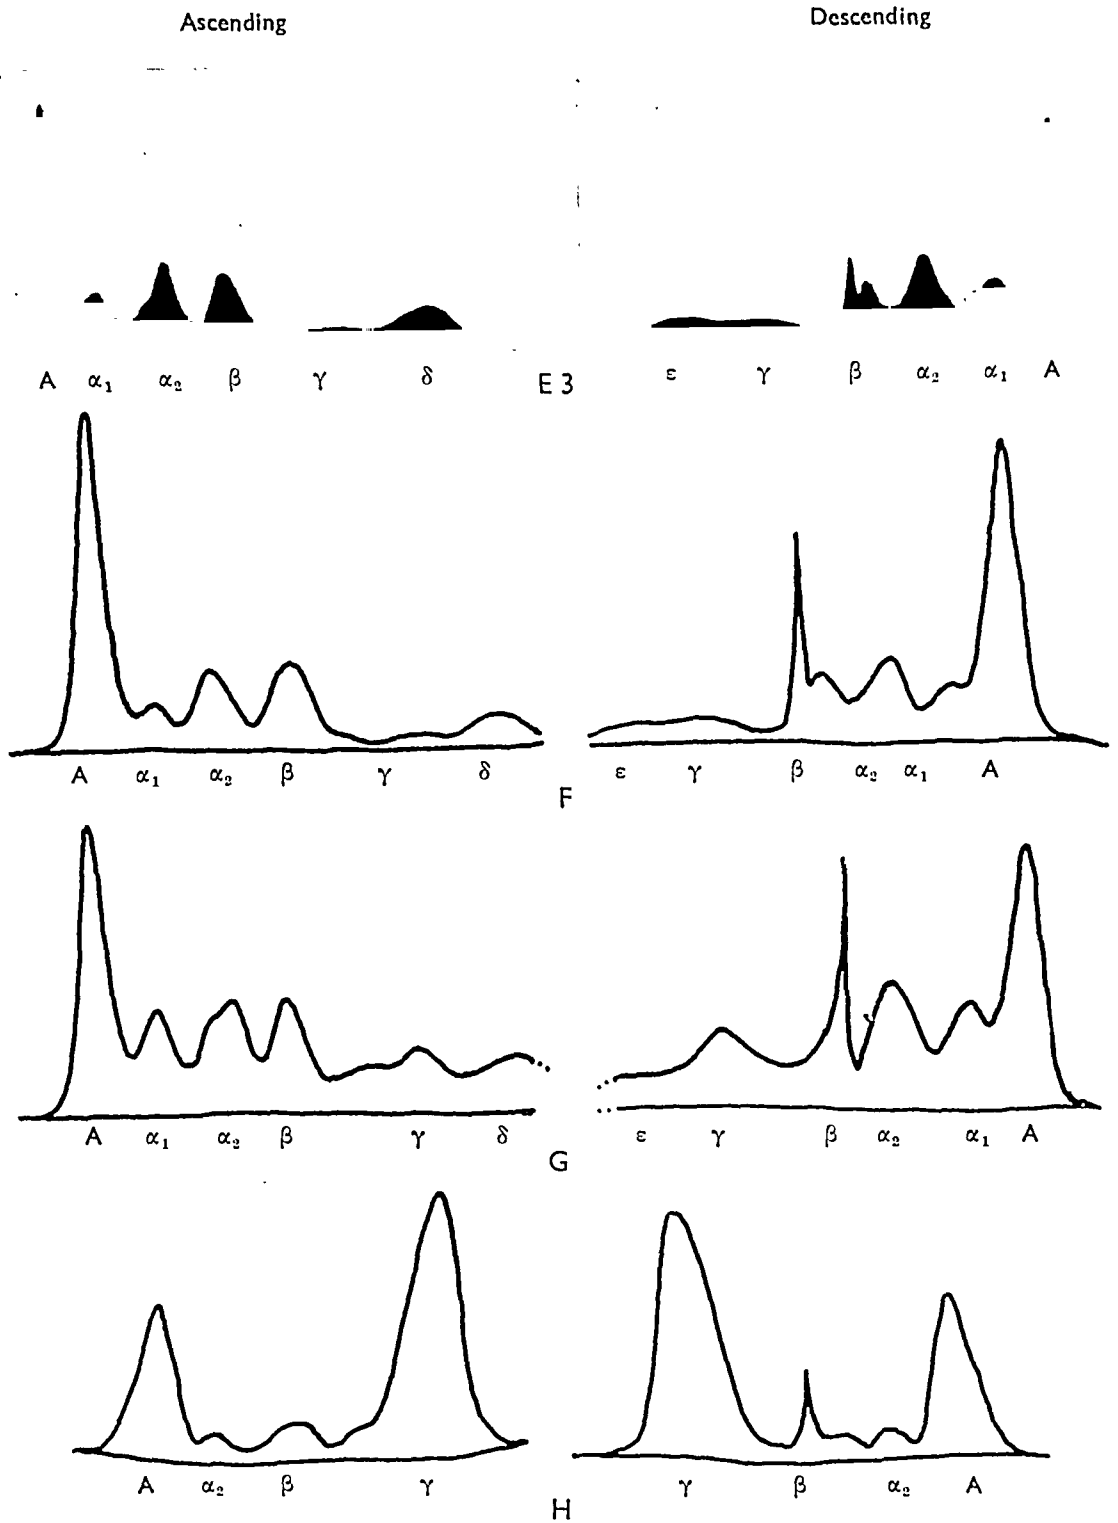 Ascending Descending
A α₁ α₂ β γ δ ε γ β α₂ α₁ A
E 3
A α₁ α₂ β γ δ ε γ β α₂ α₁ A
F
A α₁ α₂ β γ δ ε γ β α₂ α₁ A
G
A α₂ β γ γ β α₂ A
H